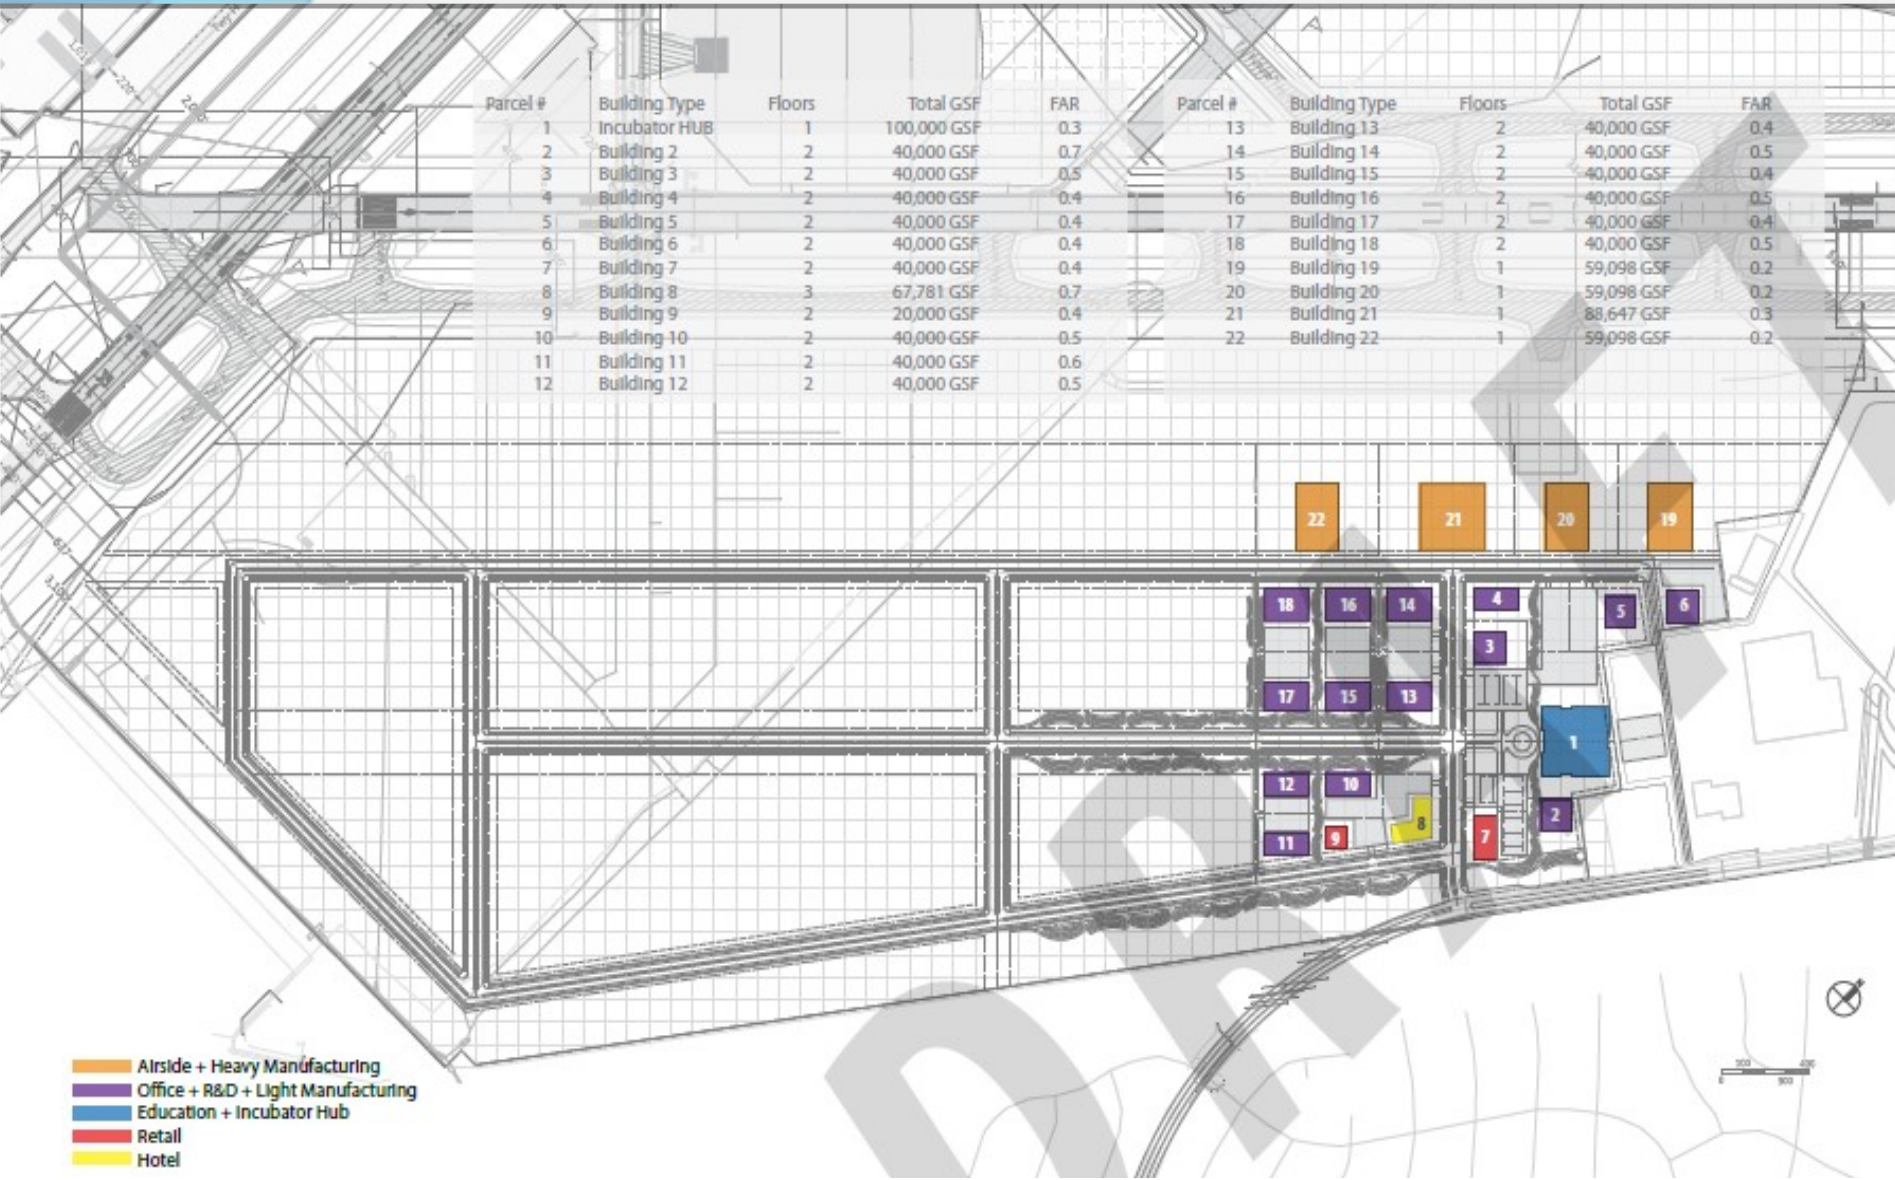 Parcel # Building Type Floors Total GSF FAR
1 Incubator HUB 1 100,000 GSF 0.3
2 Building 2 2 40,000 GSF 0.7
3 Building 3 2 40,000 GSF 0.5
4 Building 4 2 40,000 GSF 0.4
5 Building 5 2 40,000 GSF 0.4
6 Building 6 2 40,000 GSF 0.4
7 Building 7 2 40,000 GSF 0.4
8 Building 8 3 67,781 GSF 0.7
9 Building 9 2 20,000 GSF 0.4
10 Building 10 2 40,000 GSF 0.5
11 Building 11 2 40,000 GSF 0.6
12 Building 12 2 40,000 GSF 0.5
Parcel # Building Type Floors Total GSF FAR
13 Building 13 2 40,000 GSF 0.4
14 Building 14 2 40,000 GSF 0.5
15 Building 15 2 40,000 GSF 0.4
16 Building 16 2 40,000 GSF 0.5
17 Building 17 2 40,000 GSF 0.4
18 Building 18 2 40,000 GSF 0.5
19 Building 19 1 59,098 GSF 0.2
20 Building 20 1 59,098 GSF 0.2
21 Building 21 1 88,647 GSF 0.3
22 Building 22 1 59,098 GSF 0.2
22 21 20 19
18 16 14 4 5 6
3
17 15 13
1
12 10
8 2
11 9 7
DRAFT
Airside + Heavy Manufacturing
Office + R&D + Light Manufacturing
Education + Incubator Hub
Retail
Hotel